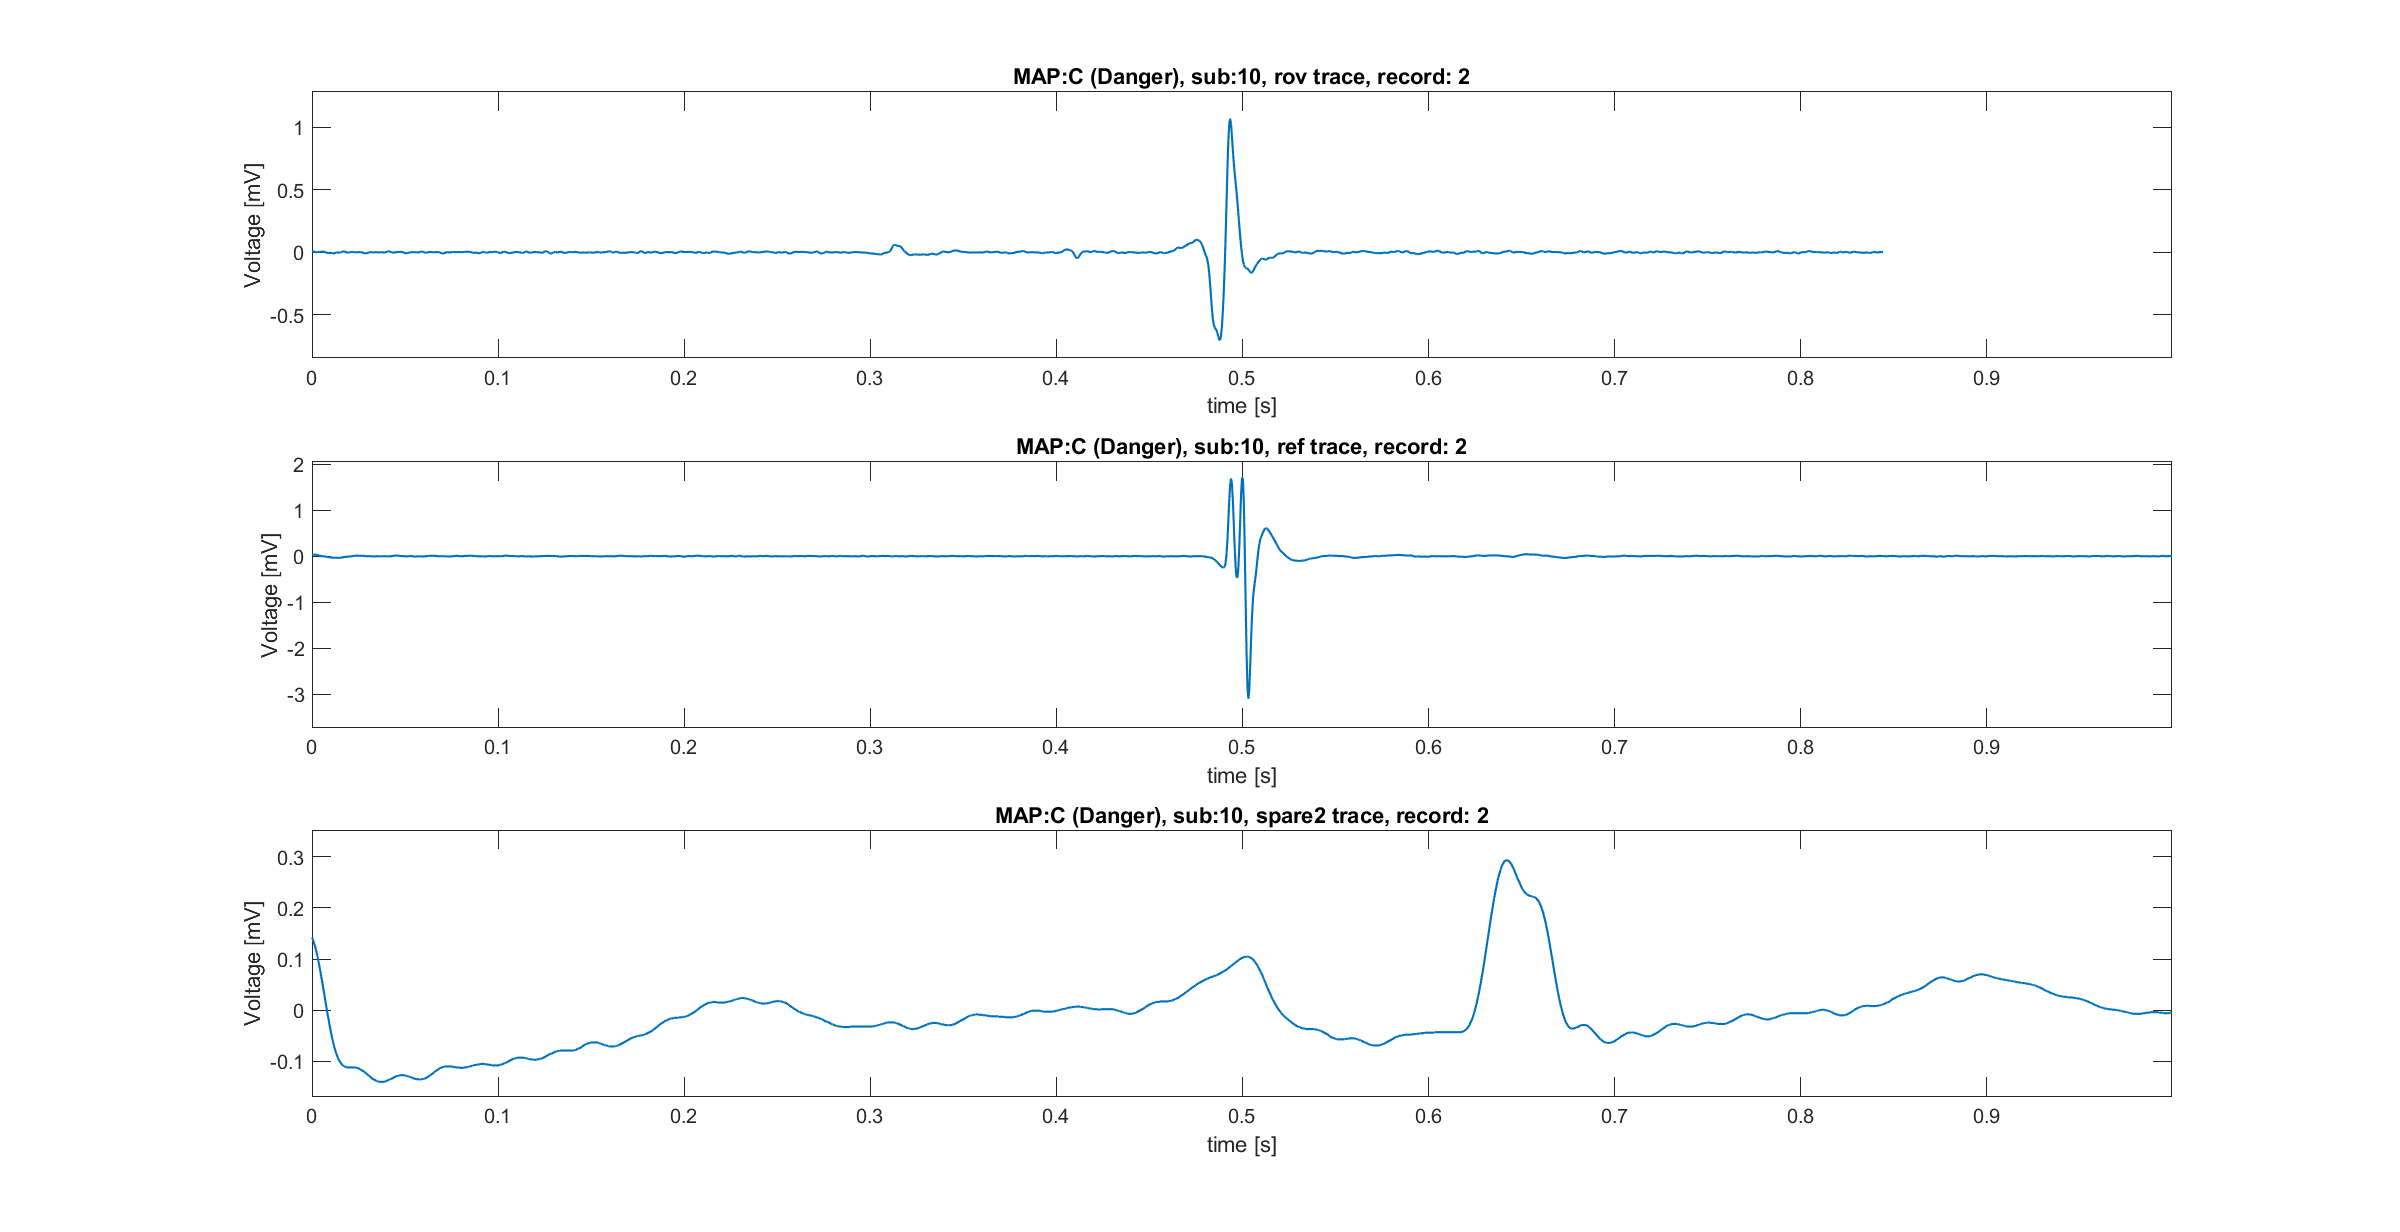 MAP:C (Danger), sub:10, rov trace, record: 2
Voltage [mV]
1
0.5
0
-0.5
0 0.1 0.2 0.3 0.4 0.5 0.6 0.7 0.8 0.9
time [s]
MAP:C (Danger), sub:10, ref trace, record: 2
Voltage [mV]
2
1
0
-1
-2
-3
0 0.1 0.2 0.3 0.4 0.5 0.6 0.7 0.8 0.9
time [s]
MAP:C (Danger), sub:10, spare2 trace, record: 2
Voltage [mV]
0.3
0.2
0.1
0
-0.1
0 0.1 0.2 0.3 0.4 0.5 0.6 0.7 0.8 0.9
time [s]